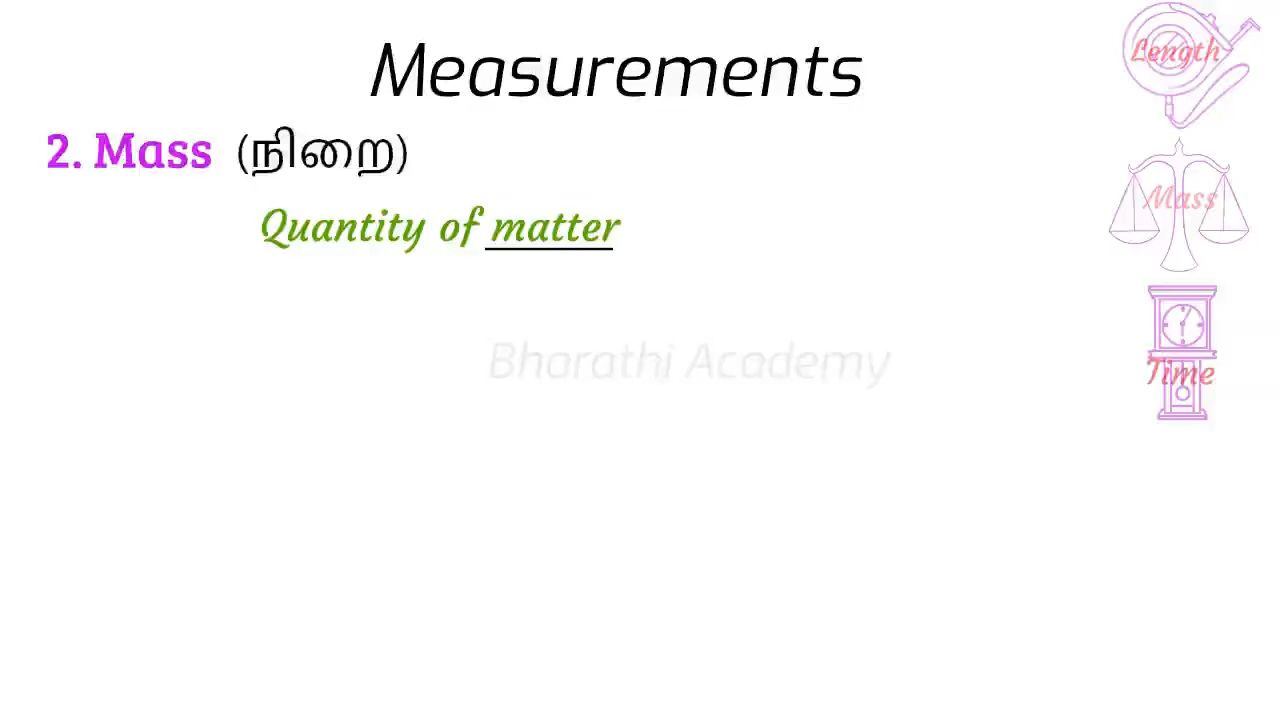 Measurements
2. Mass (நிறை)
Quantity of matter
Bharathi Academy
Length
Mass
Time